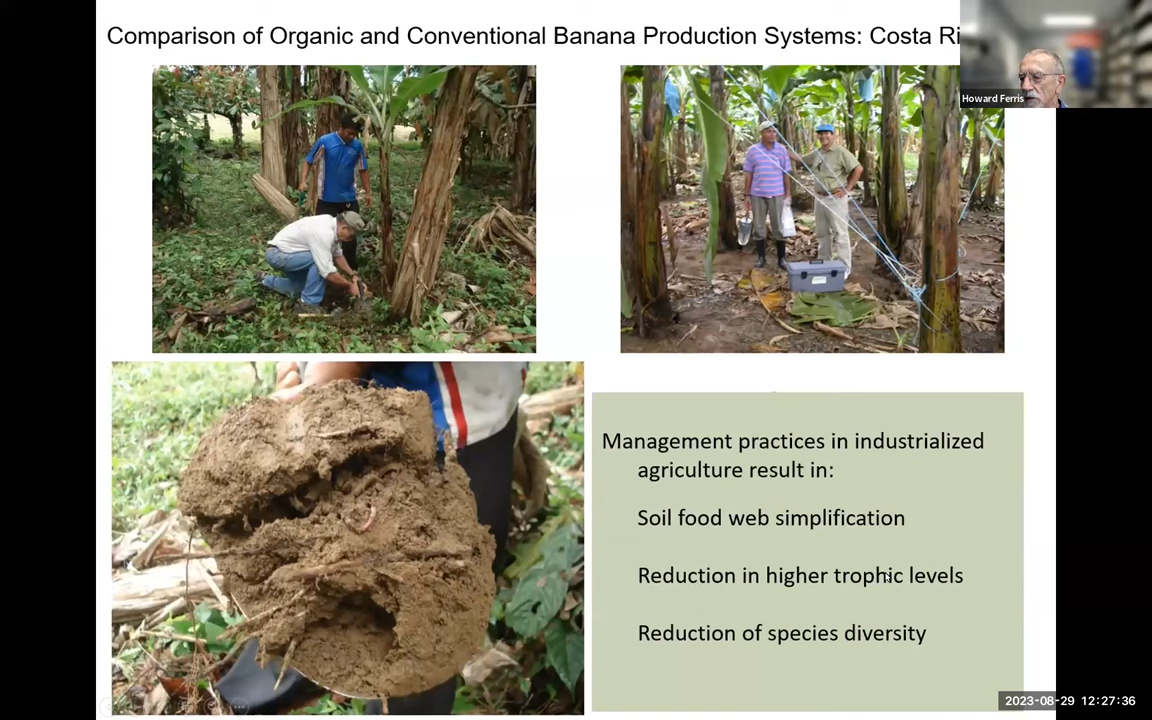 Comparison of Organic and Conventional Banana Production Systems: Costa Ri
Howard Ferris
Management practices in industrialized
agriculture result in:
Soil food web simplification
Reduction in higher trophic levels
Reduction of species diversity
2023-08-29 12:27:36